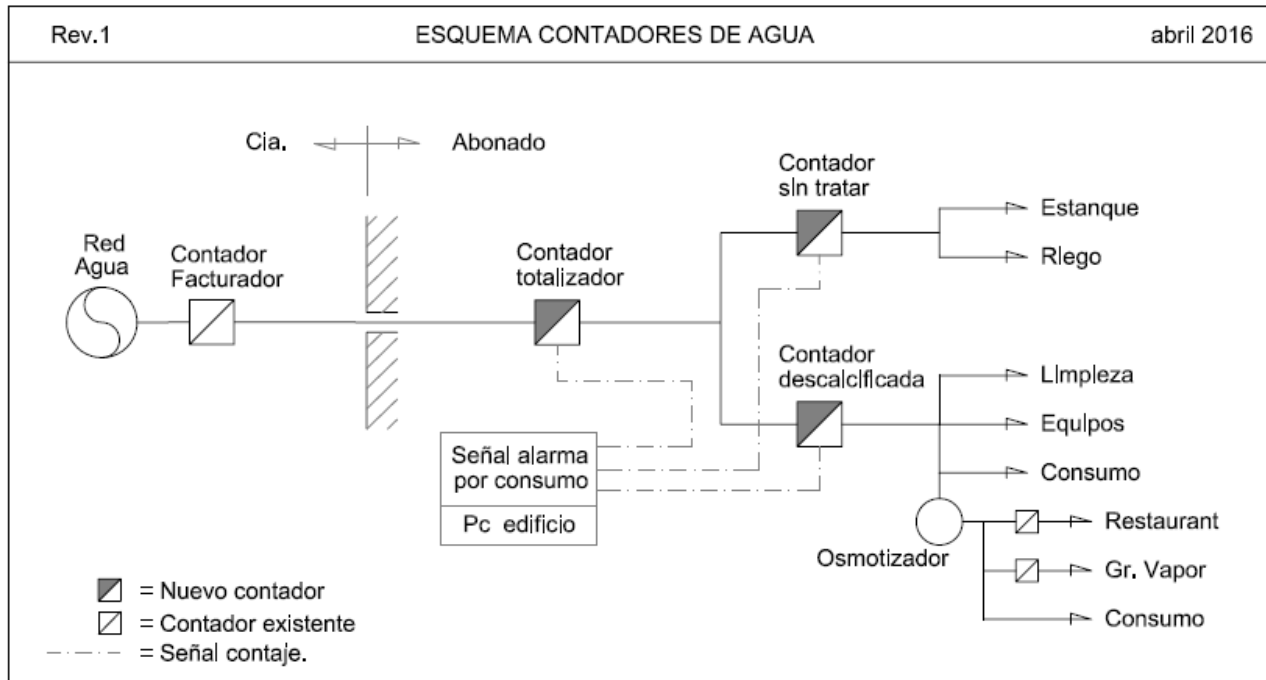 Rev.1
ESQUEMA CONTADORES DE AGUA
abril 2016
Cia.
Abonado
Red
Agua
Contador
Facturador
Contador
totalizador
Contador
sin tratar
Estanque
Riego
Contador
descalcificada
Limpieza
Equipos
Consumo
Señal alarma
por consumo
Pc edificio
Osmotizador
Restaurant
Gr. Vapor
Consumo
= Nuevo contador
= Contador existente
= Señal contaje.